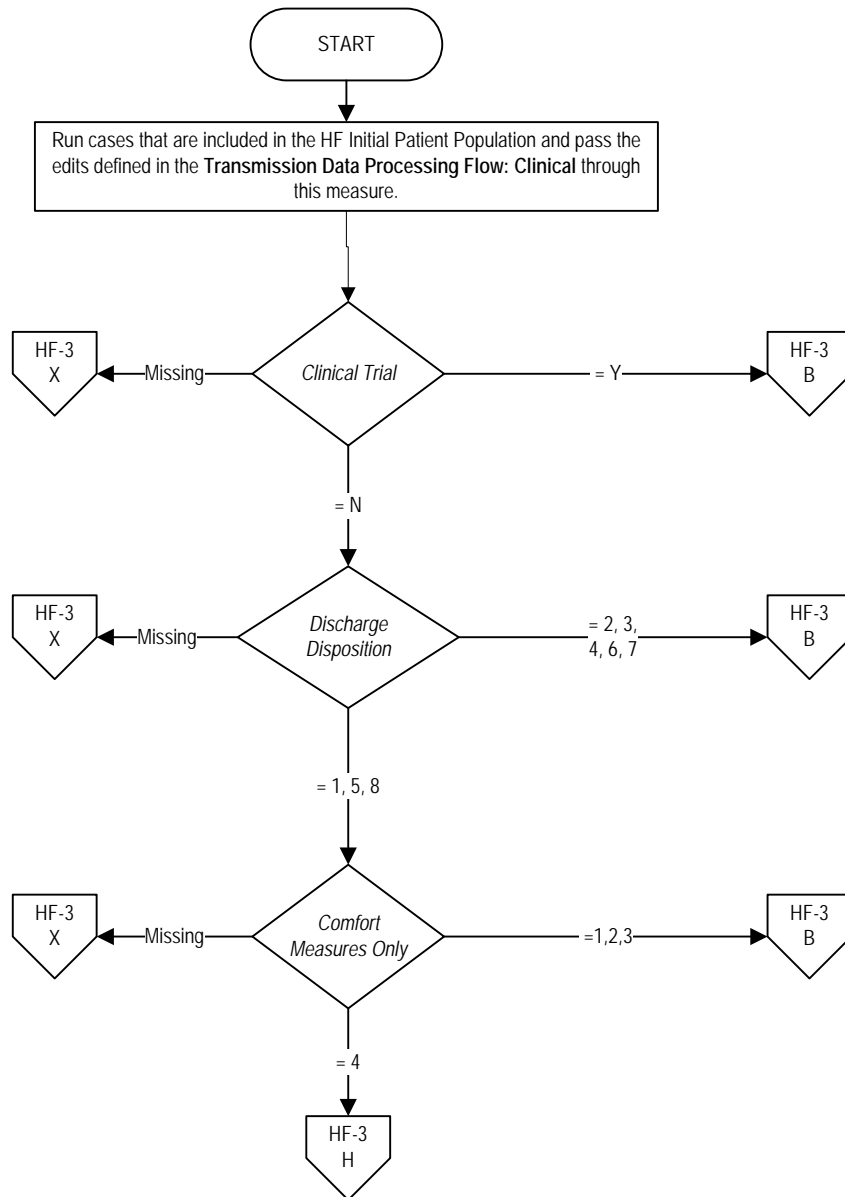 START
Run cases that are included in the HF Initial Patient Population and pass the
edits defined in the Transmission Data Processing Flow: Clinical through
this measure.
HF-3
X
Missing
Clinical Trial
= Y
HF-3
B
= N
HF-3
X
Missing
Discharge
Disposition
= 2, 3,
4, 6, 7
HF-3
B
= 1, 5, 8
HF-3
X
Missing
Comfort
Measures Only
=1,2,3
HF-3
B
= 4
HF-3
H